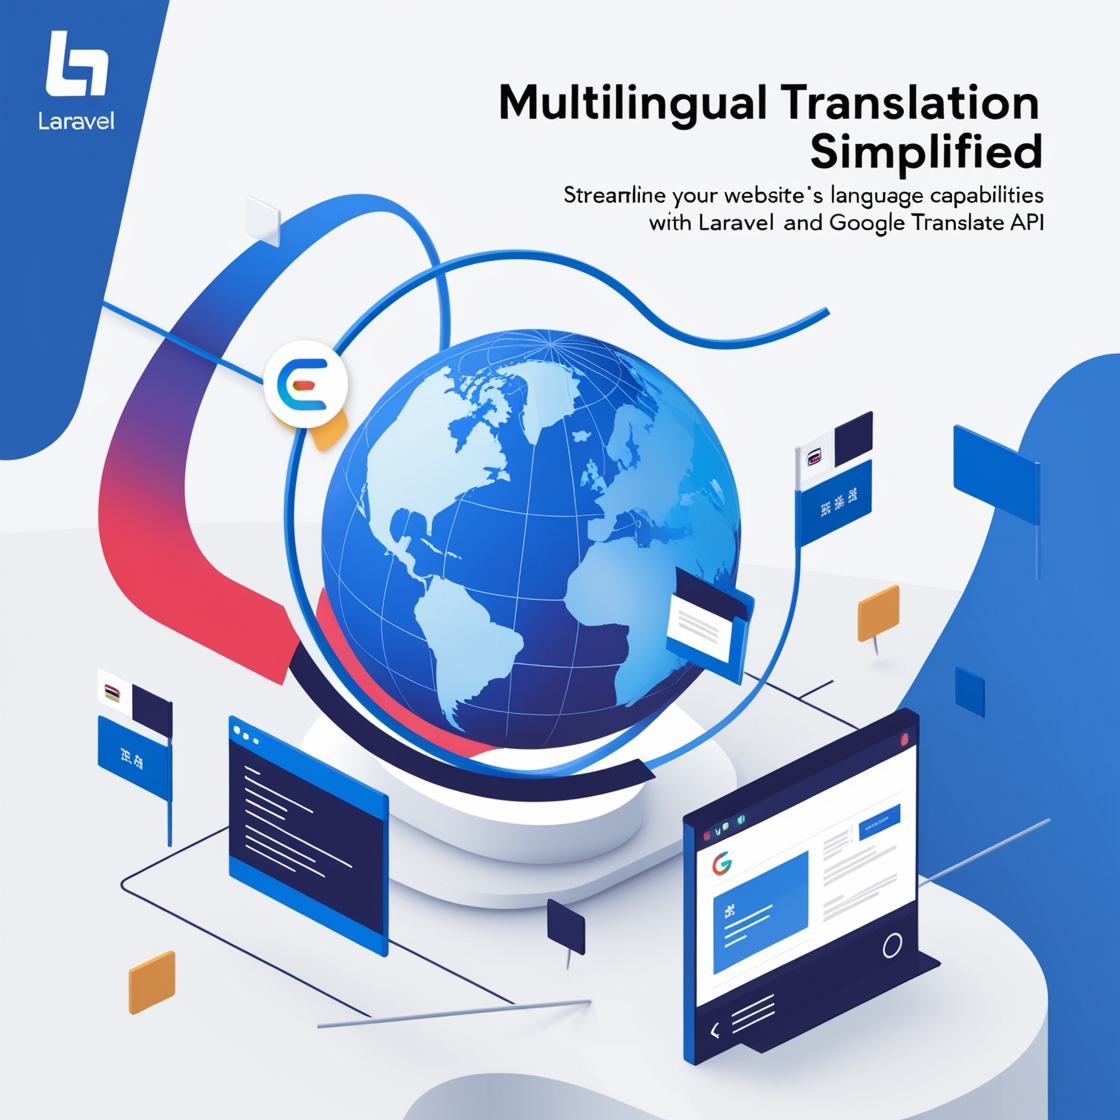 Laravel
Multilingual Translation
Simplified
Streamline your website's language capabilities
with Laravel and Google Translate API
G